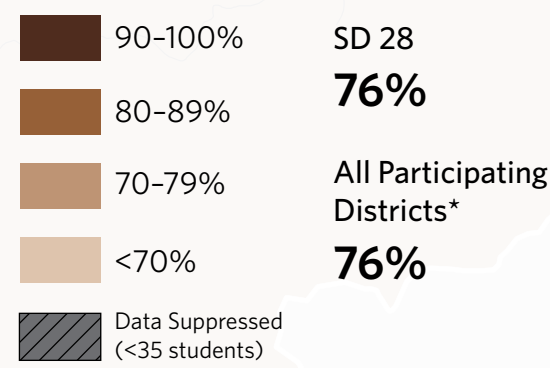 90–100%
80–89%
70–79%
<70%
Data Suppressed
(<35 students)
SD 28
76%
All Participating
Districts*
76%